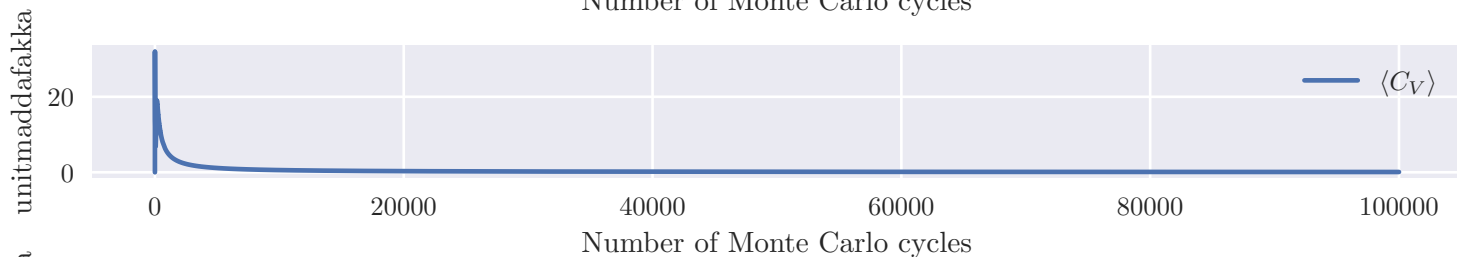 Number of Monte Carlo cycles
unitmaddafakka
20
0
⟨C_V⟩
0 20000 40000 60000 80000 100000
Number of Monte Carlo cycles